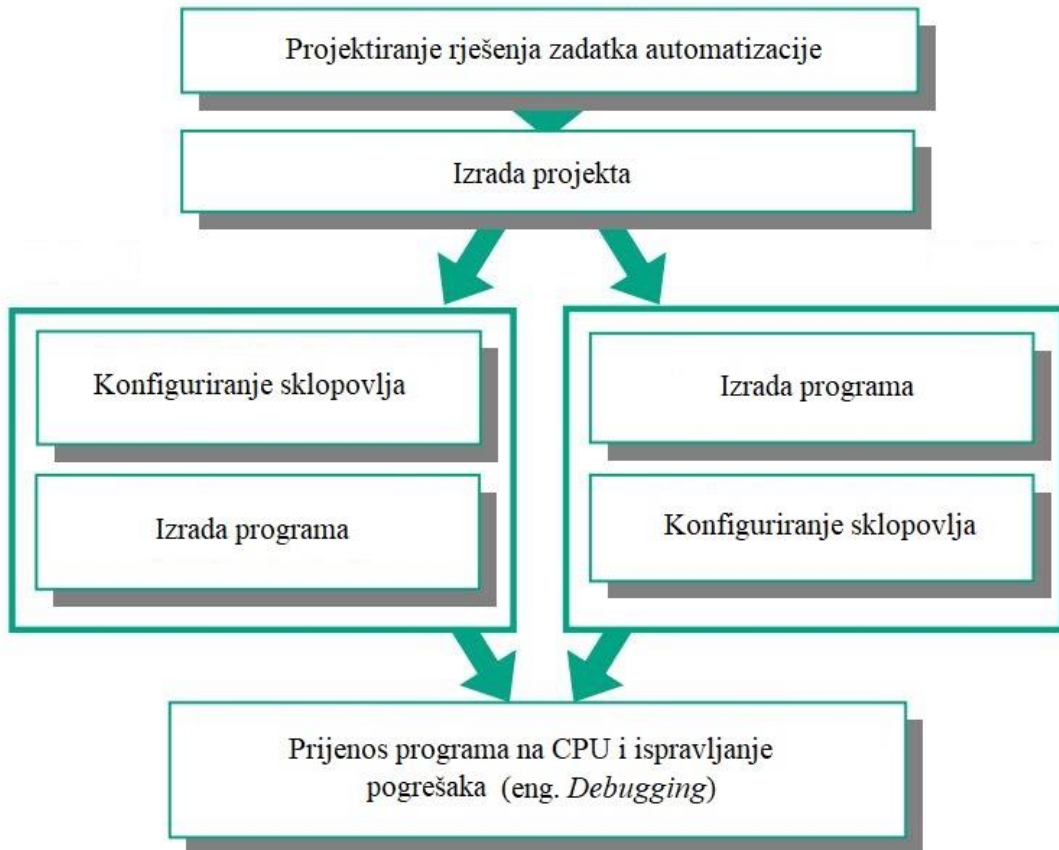 Projektiranje rješenja zadatka automatizacije
Izrada projekta
Konfiguriranje sklopovlja
Izrada programa
Izrada programa
Konfiguriranje sklopovlja
Prijenos programa na CPU i ispravljanje
pogrešaka (eng. Debugging)